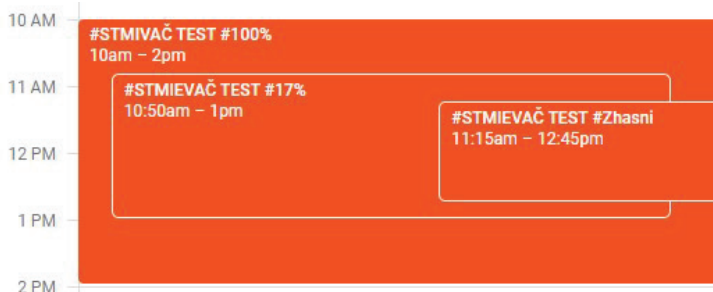 10 AM
#STMIVAČ TEST #100%
10am – 2pm
11 AM
#STMIEVAČ TEST #17%
10:50am – 1pm
#STMIEVAČ TEST #Zhasni
11:15am – 12:45pm
12 PM
1 PM
2 PM